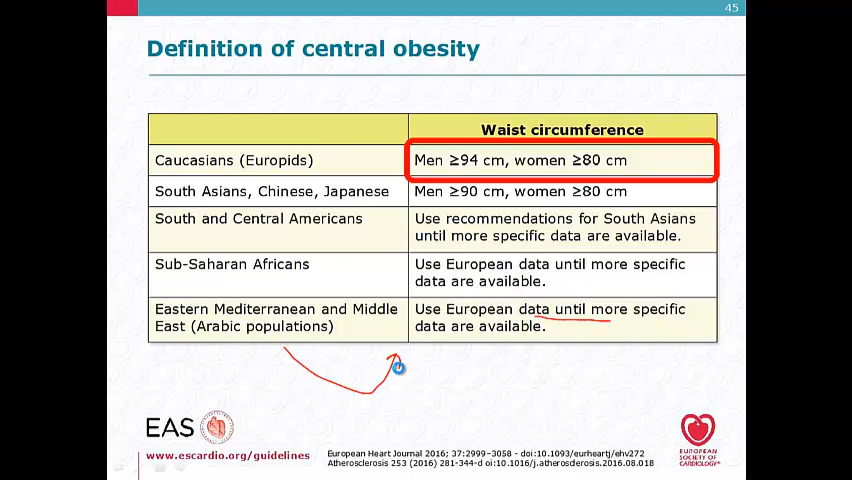 45
Definition of central obesity
Waist circumference
Caucasians (Europids)
Men ≥94 cm, women ≥80 cm
South Asians, Chinese, Japanese
Men ≥90 cm, women ≥80 cm
South and Central Americans
Use recommendations for South Asians
until more specific data are available.
Sub-Saharan Africans
Use European data until more specific
data are available.
Eastern Mediterranean and Middle
East (Arabic populations)
Use European data until more specific
data are available.
EAS
www.escardio.org/guidelines
European Heart Journal 2016; 37:2999–3058 - doi:10.1093/eurheartj/ehv272
Atherosclerosis 253 (2016) 281-344-d oi:10.1016/j.atherosclerosis.2016.08.018
EUROPEAN
SOCIETY OF
CARDIOLOGY®